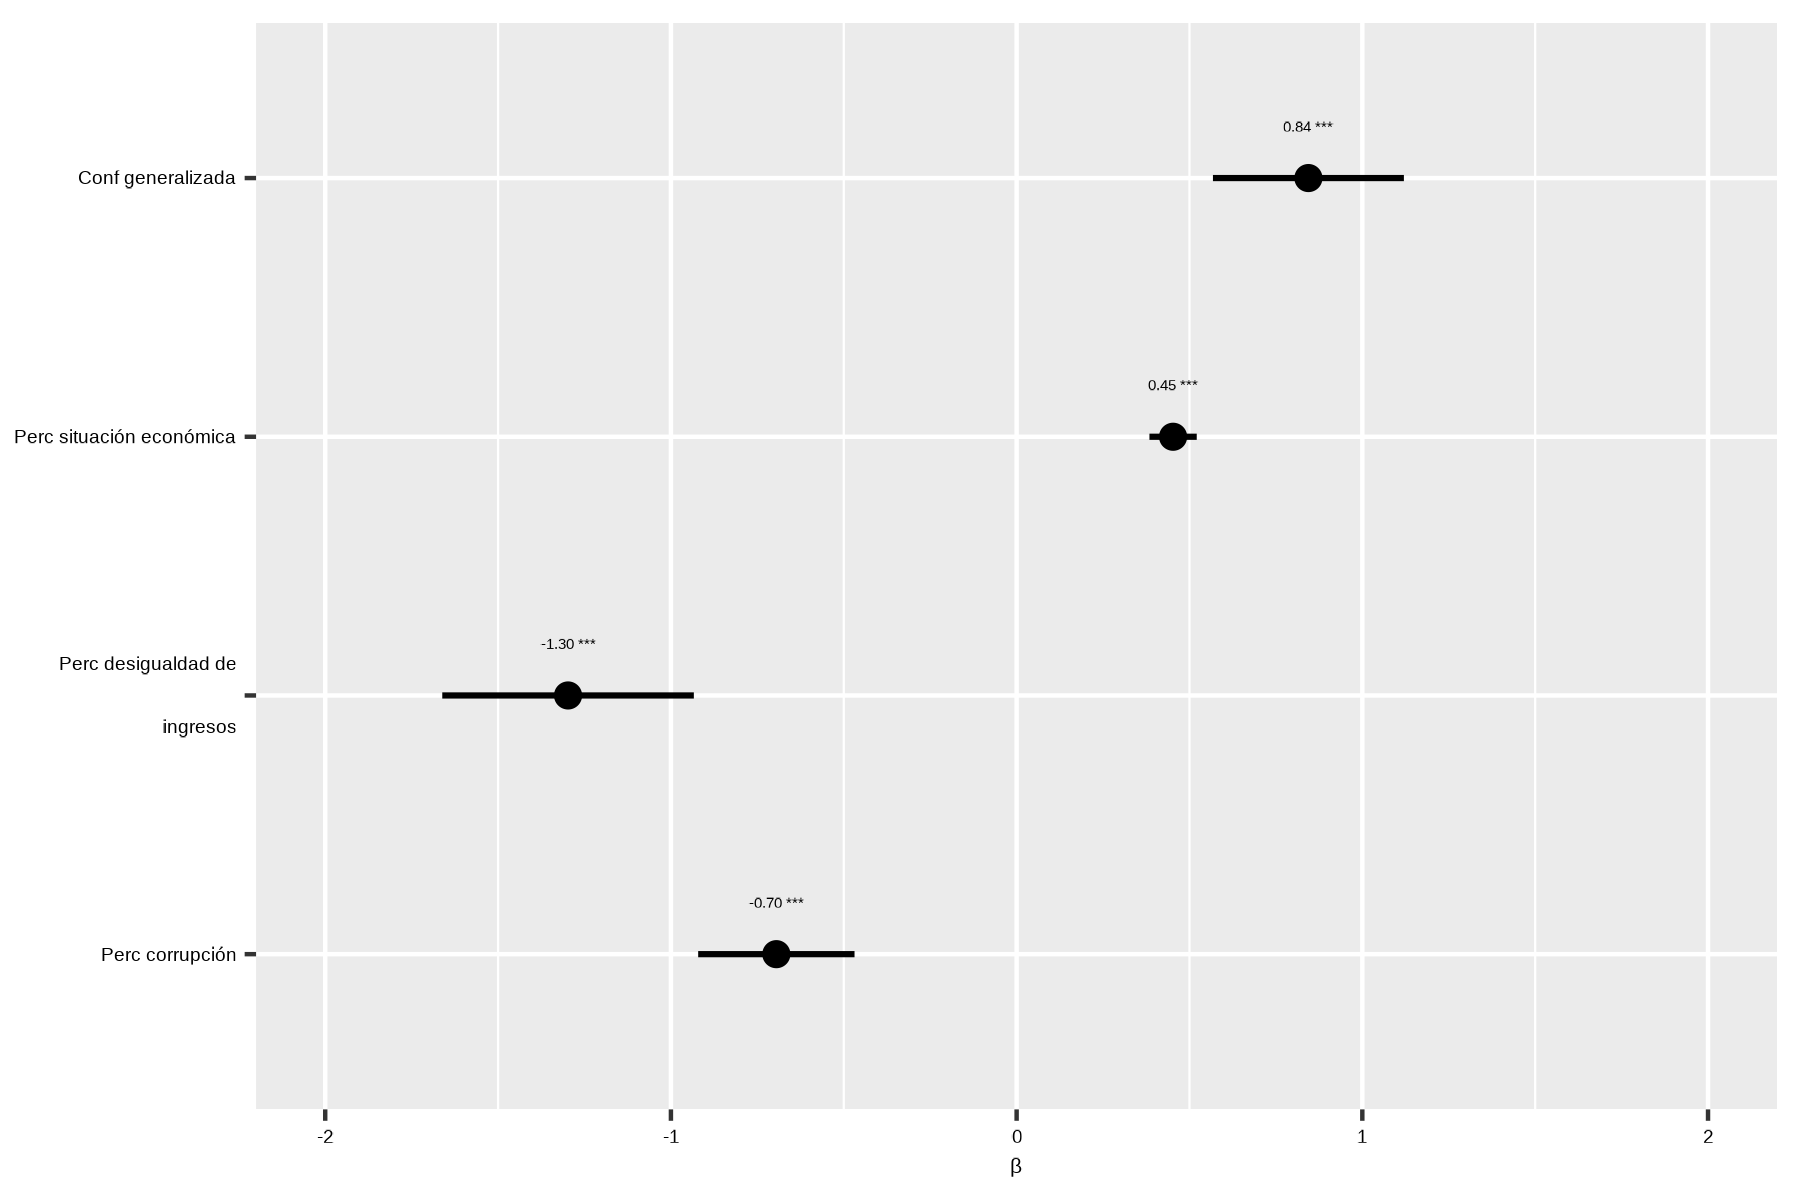 0.84 ***
Conf generalizada
0.45 ***
Perc situación económica
-1.30 ***
Perc desigualdad de
ingresos
-0.70 ***
Perc corrupción
-2 -1 0 1 2
β